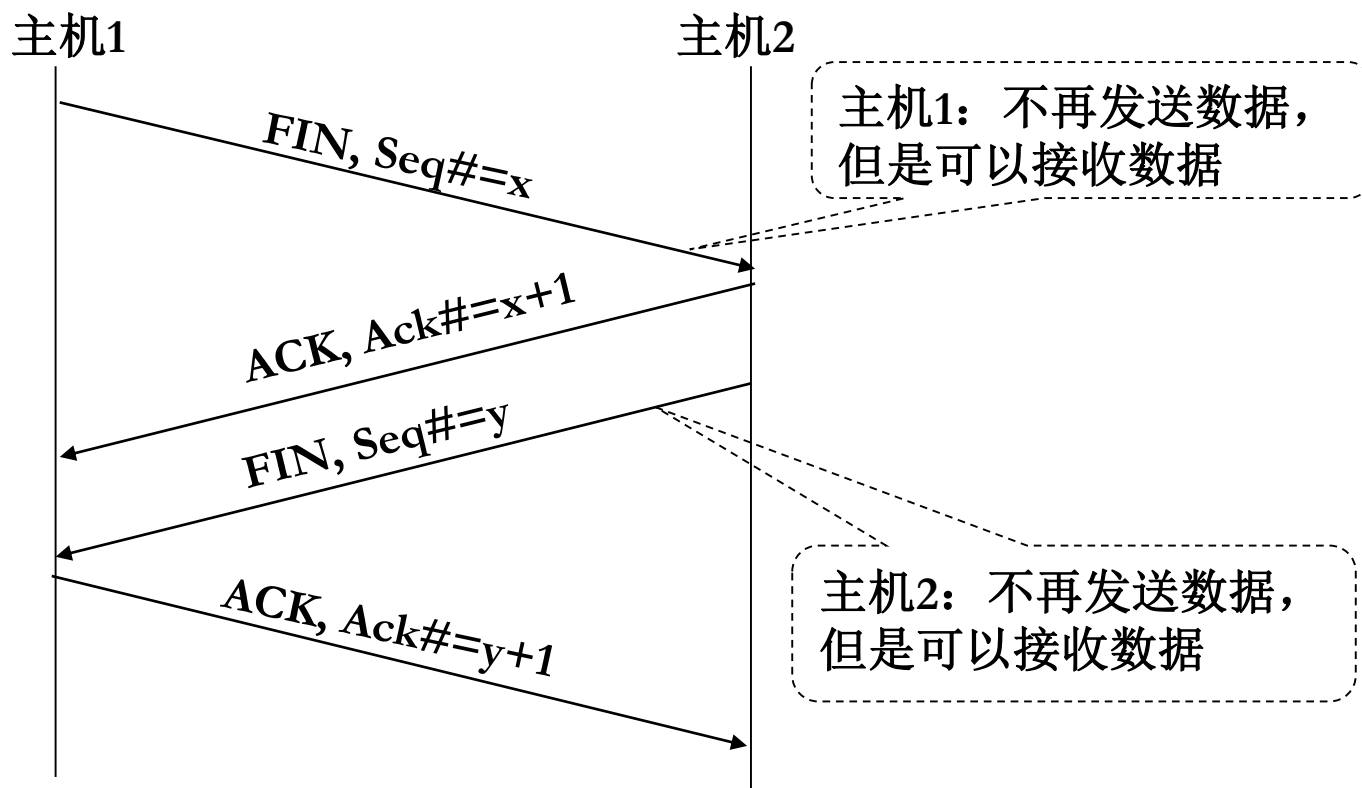 主机1
主机2
主机1：不再发送数据，
但是可以接收数据
FIN, Seq#=x
ACK, Ack#=x+1
FIN, Seq#=y
主机2：不再发送数据，
但是可以接收数据
ACK, Ack#=y+1